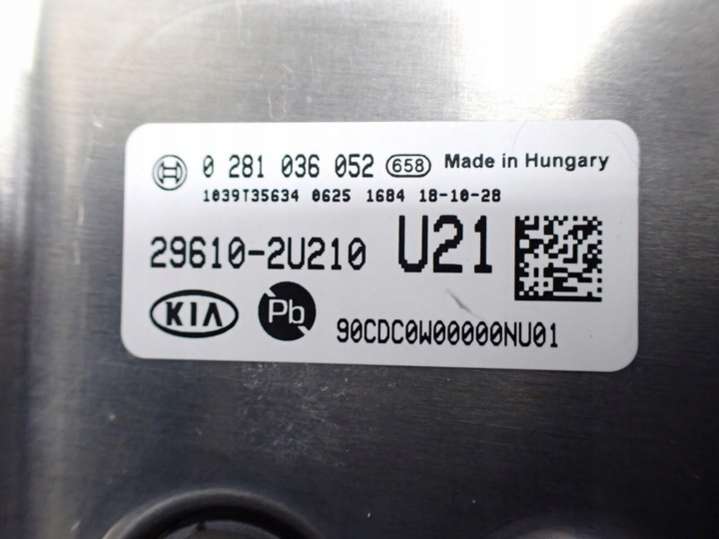 0 281 036 052 658 Made in Hungary
1039T35634 0625 1684 18-10-28
29610-2U210 U21
KIA Pb
90CDC0W00000NU01